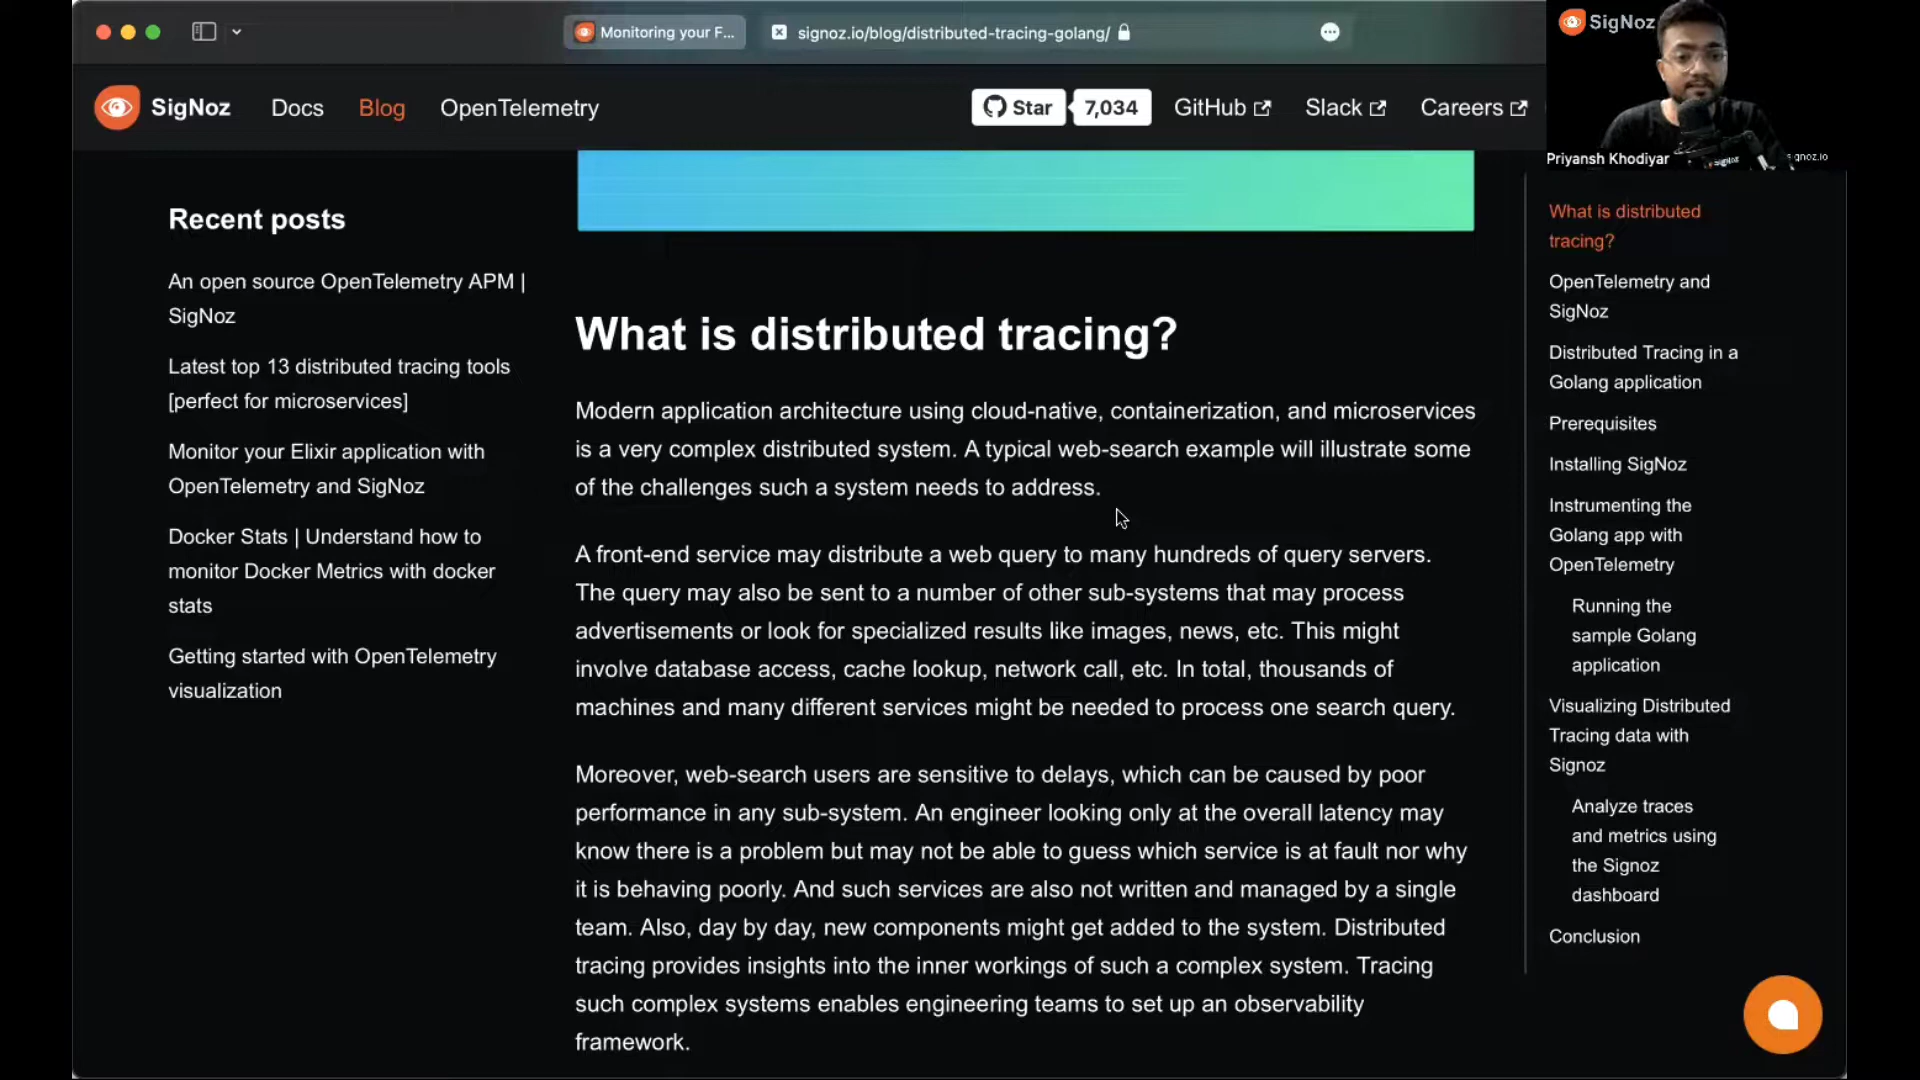 Monitoring your F...
signoz.io/blog/distributed-tracing-golang/
SigNoz
Priyansh Khodiyar
SigNoz
Docs
Blog
OpenTelemetry
Star
7,034
GitHub
Slack
Careers
Recent posts
An open source OpenTelemetry APM |
SigNoz
Latest top 13 distributed tracing tools
[perfect for microservices]
Monitor your Elixir application with
OpenTelemetry and SigNoz
Docker Stats | Understand how to
monitor Docker Metrics with docker
stats
Getting started with OpenTelemetry
visualization
What is distributed tracing?
Modern application architecture using cloud-native, containerization, and microservices
is a very complex distributed system. A typical web-search example will illustrate some
of the challenges such a system needs to address.
A front-end service may distribute a web query to many hundreds of query servers.
The query may also be sent to a number of other sub-systems that may process
advertisements or look for specialized results like images, news, etc. This might
involve database access, cache lookup, network call, etc. In total, thousands of
machines and many different services might be needed to process one search query.
Moreover, web-search users are sensitive to delays, which can be caused by poor
performance in any sub-system. An engineer looking only at the overall latency may
know there is a problem but may not be able to guess which service is at fault nor why
it is behaving poorly. And such services are also not written and managed by a single
team. Also, day by day, new components might get added to the system. Distributed
tracing provides insights into the inner workings of such a complex system. Tracing
such complex systems enables engineering teams to set up an observability
framework.
What is distributed
tracing?
OpenTelemetry and
SigNoz
Distributed Tracing in a
Golang application
Prerequisites
Installing SigNoz
Instrumenting the
Golang app with
OpenTelemetry
Running the
sample Golang
application
Visualizing Distributed
Tracing data with
Signoz
Analyze traces
and metrics using
the Signoz
dashboard
Conclusion